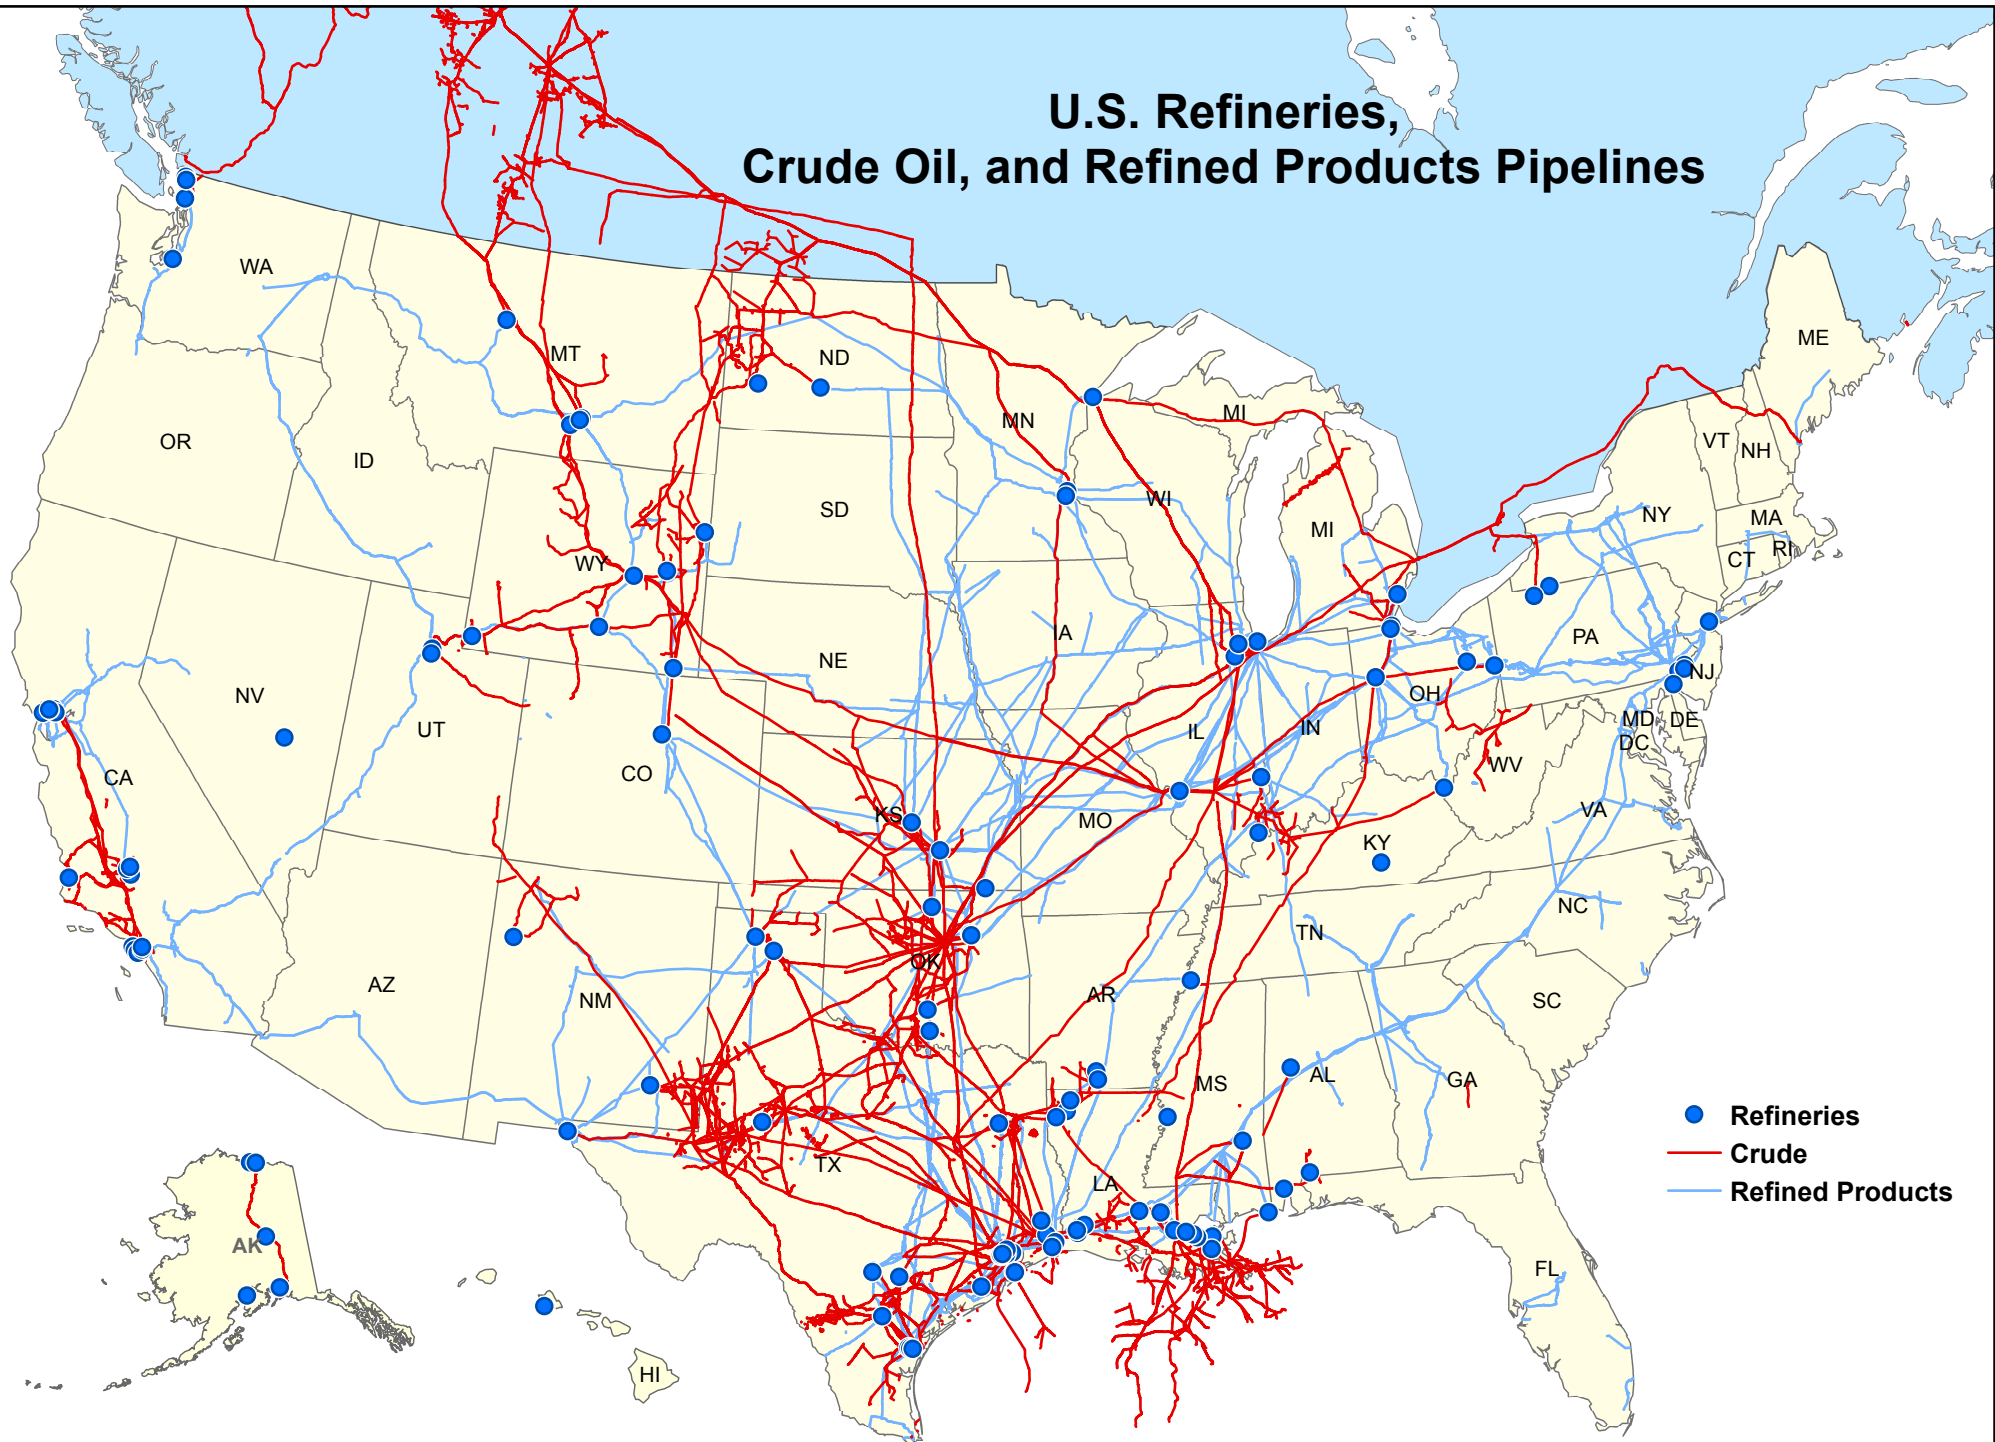 U.S. Refineries,
Crude Oil, and Refined Products Pipelines
WA
MT
ND
ME
OR
ID
MN
MI
VT
NH
SD
WI
MI
NY
MA
WY
CT
RI
IA
PA
NE
NV
OH
NJ
UT
IL
IN
MD
DE
DC
CO
CA
WV
KS
MO
VA
KY
NC
TN
OK
AZ
NM
AR
SC
MS
AL
GA
TX
LA
Refineries
Crude
Refined Products
AK
FL
HI